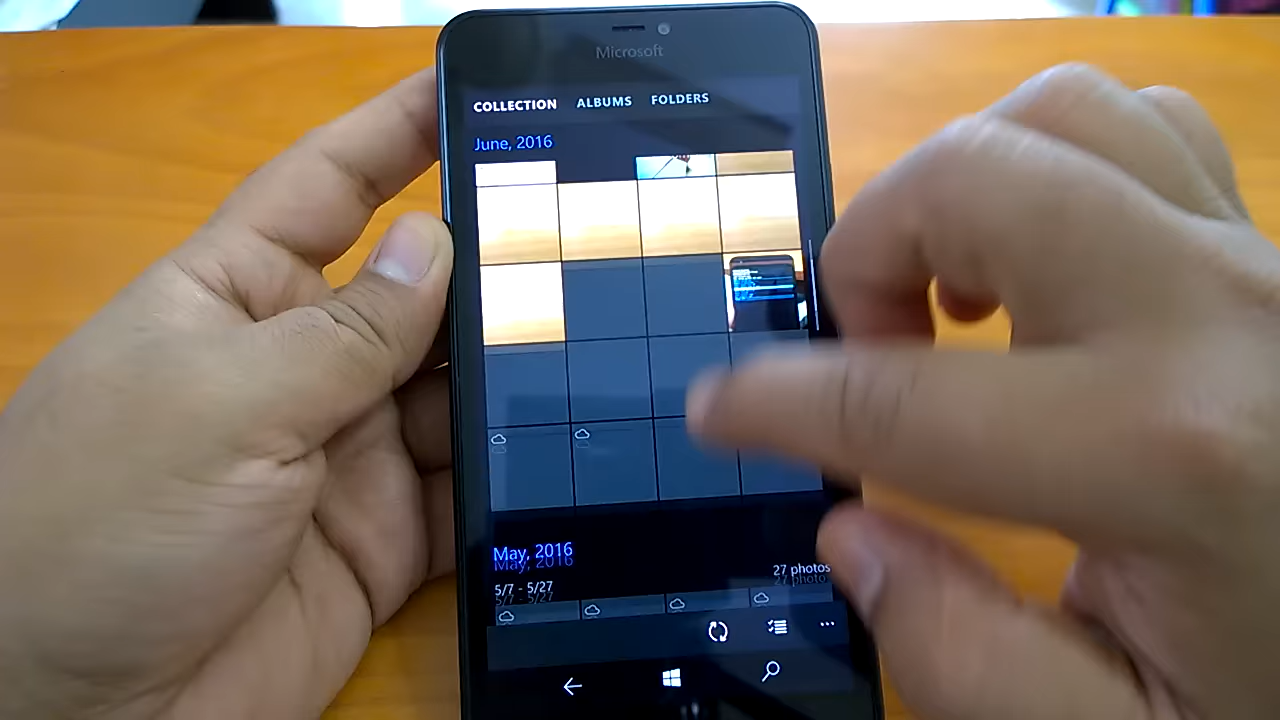 Microsoft
COLLECTION ALBUMS FOLDERS
June, 2016
May, 2016
5/7 - 5/27 27 photos